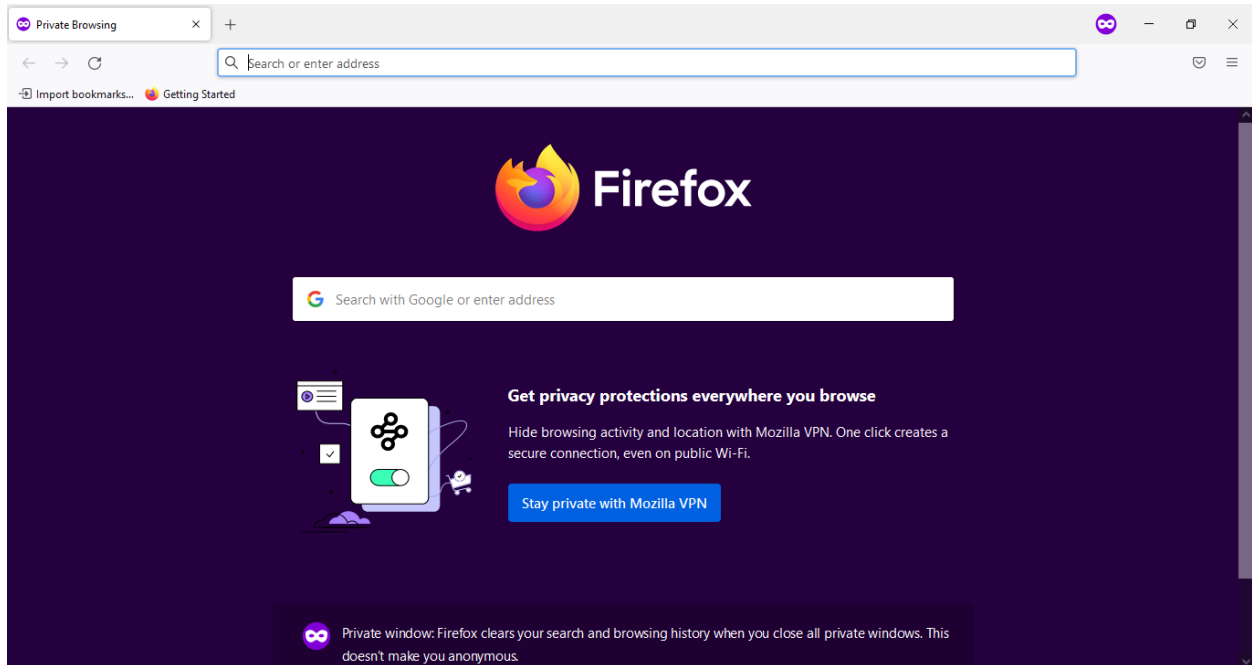 Private Browsing
Search or enter address
Import bookmarks... Getting Started
Firefox
Search with Google or enter address
Get privacy protections everywhere you browse
Hide browsing activity and location with Mozilla VPN. One click creates a
secure connection, even on public Wi-Fi.
Stay private with Mozilla VPN
Private window: Firefox clears your search and browsing history when you close all private windows. This
doesn't make you anonymous.